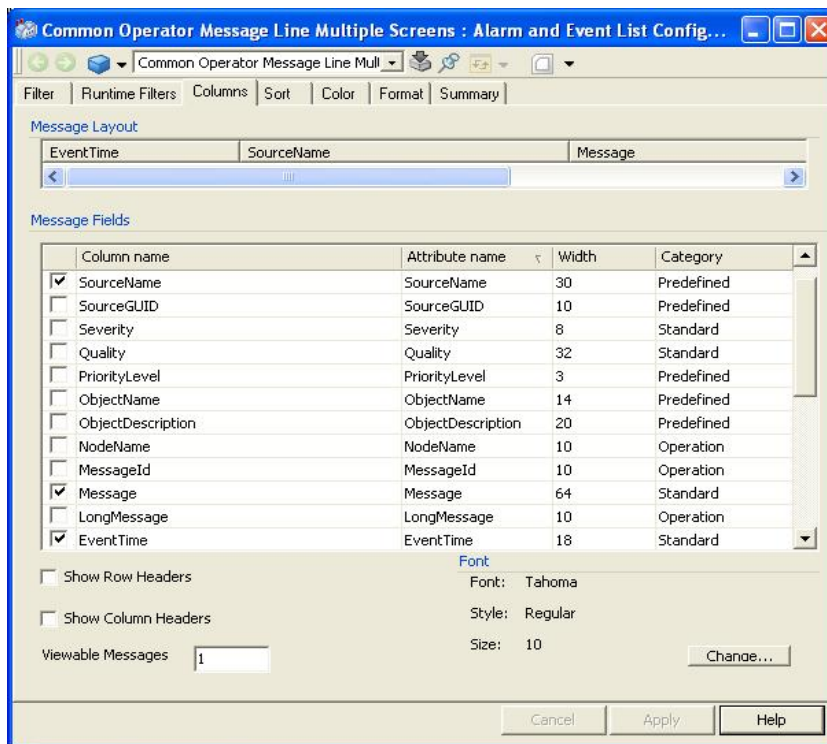 Common Operator Message Line Multiple Screens : Alarm and Event List Config...
Common Operator Message Line Mull
Filter Runtime Filters Columns Sort Color Format Summary
Message Layout
EventTime SourceName Message
Message Fields
Column name Attribute name Width Category
SourceName SourceName 30 Predefined
SourceGUID SourceGUID 10 Predefined
Severity Severity 8 Standard
Quality Quality 32 Standard
PriorityLevel PriorityLevel 3 Predefined
ObjectName ObjectName 14 Predefined
ObjectDescription ObjectDescription 20 Predefined
NodeName NodeName 10 Operation
MessageId MessageId 10 Operation
Message Message 64 Standard
LongMessage LongMessage 10 Operation
EventTime EventTime 18 Standard
Show Row Headers
Show Column Headers
Viewable Messages 1
Font
Font: Tahoma
Style: Regular
Size: 10
Change...
Cancel Apply Help